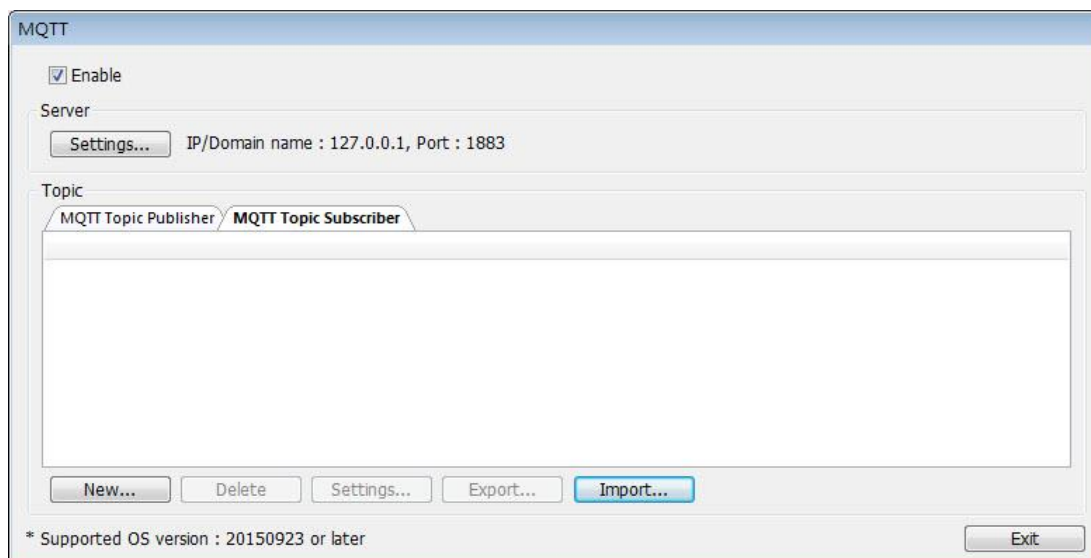 MQTT
Enable
Server
Settings... IP/Domain name : 127.0.0.1, Port : 1883
Topic
MQTT Topic Publisher MQTT Topic Subscriber
New... Delete Settings... Export... Import...
* Supported OS version : 20150923 or later Exit